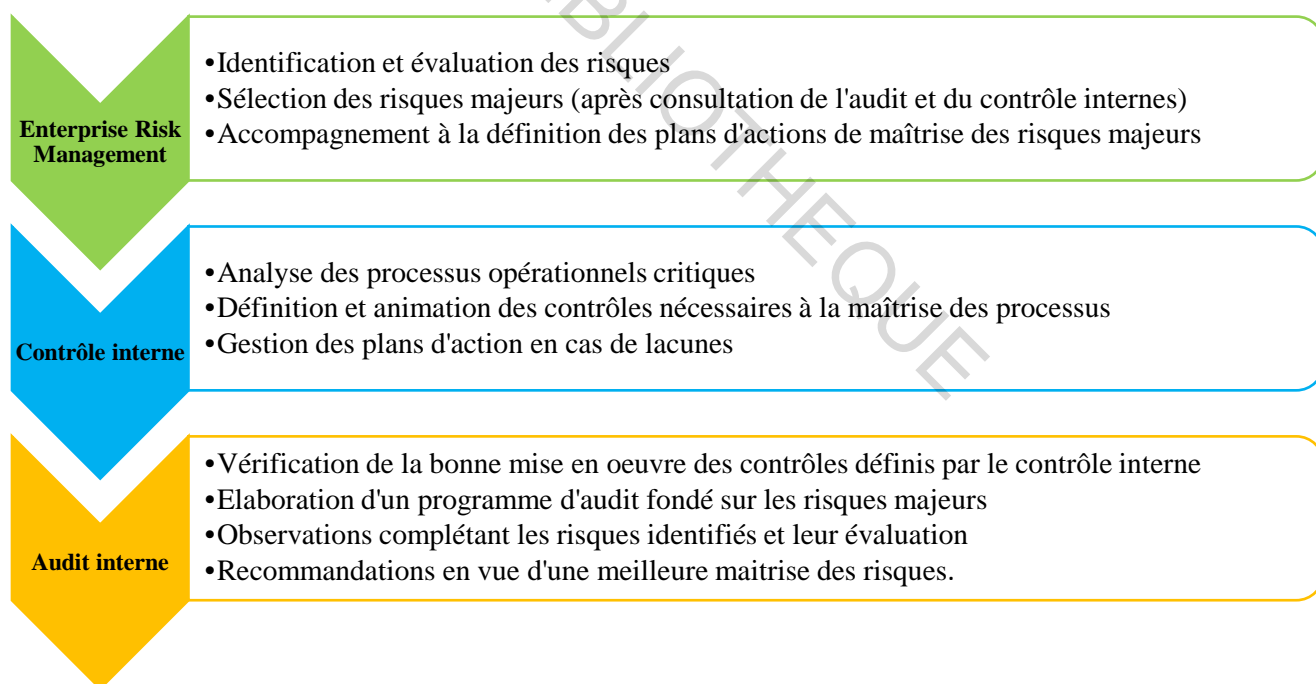 Enterprise Risk
Management
•Identification et évaluation des risques
•Sélection des risques majeurs (après consultation de l'audit et du contrôle internes)
•Accompagnement à la définition des plans d'actions de maîtrise des risques majeurs
Contrôle interne
•Analyse des processus opérationnels critiques
•Définition et animation des contrôles nécessaires à la maîtrise des processus
•Gestion des plans d'action en cas de lacunes
Audit interne
•Vérification de la bonne mise en oeuvre des contrôles définis par le contrôle interne
•Elaboration d'un programme d'audit fondé sur les risques majeurs
•Observations complétant les risques identifiés et leur évaluation
•Recommandations en vue d'une meilleure maitrise des risques.
BLIOTHEQUE